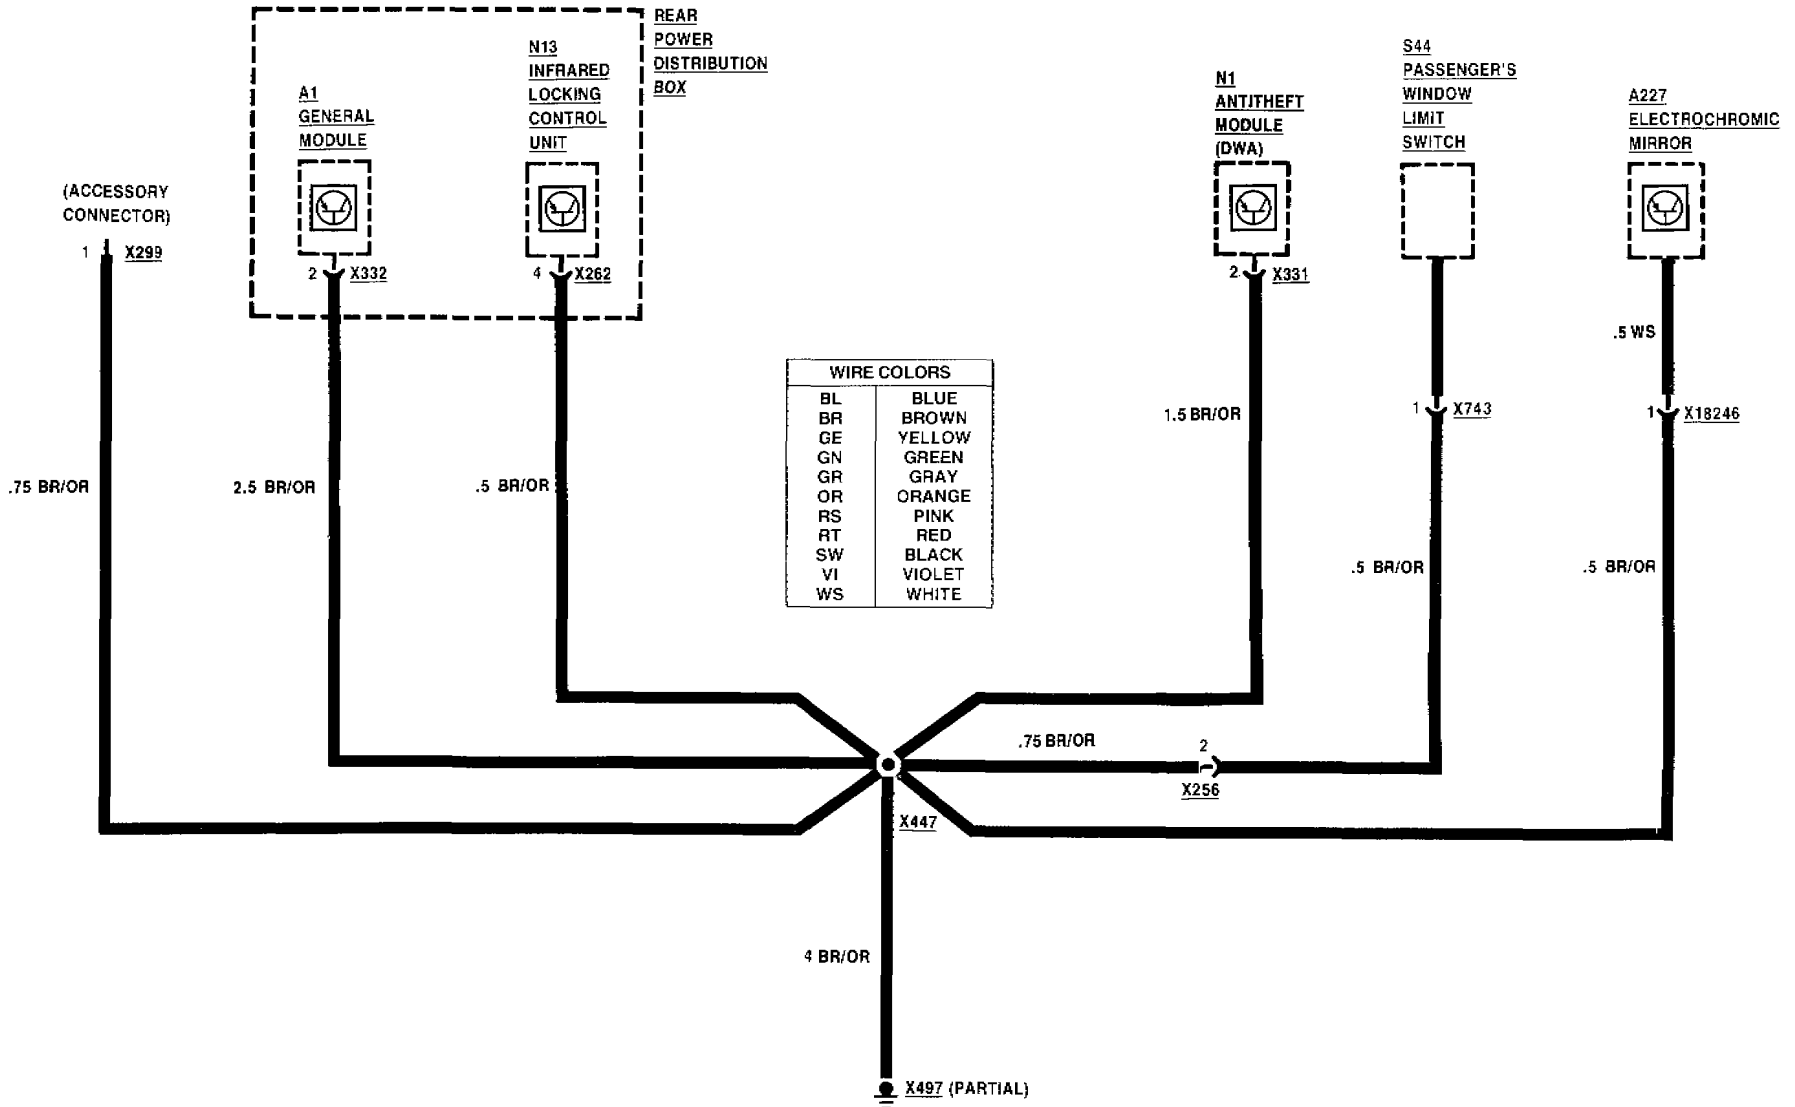 REAR
POWER
DISTRIBUTION
BOX
N13
INFRARED
LOCKING
CONTROL
UNIT
A1
GENERAL
MODULE
S44
PASSENGER'S
WINDOW
LIMIT
SWITCH
N1
ANTITHEFT
MODULE
(DWA)
A227
ELECTROCHROMIC
MIRROR
(ACCESSORY
CONNECTOR)
1 X299
2 X332
4 X262
2 X331
.5 WS
1 X743
1 X18246
1.5 BR/OR
WIRE COLORS
BL BLUE
BR BROWN
GE YELLOW
GN GREEN
GR GRAY
OR ORANGE
RS PINK
RT RED
SW BLACK
VI VIOLET
WS WHITE
.75 BR/OR
2.5 BR/OR
.5 BR/OR
.5 BR/OR
.5 BR/OR
.75 BR/OR
2
X256
X447
4 BR/OR
X497 (PARTIAL)